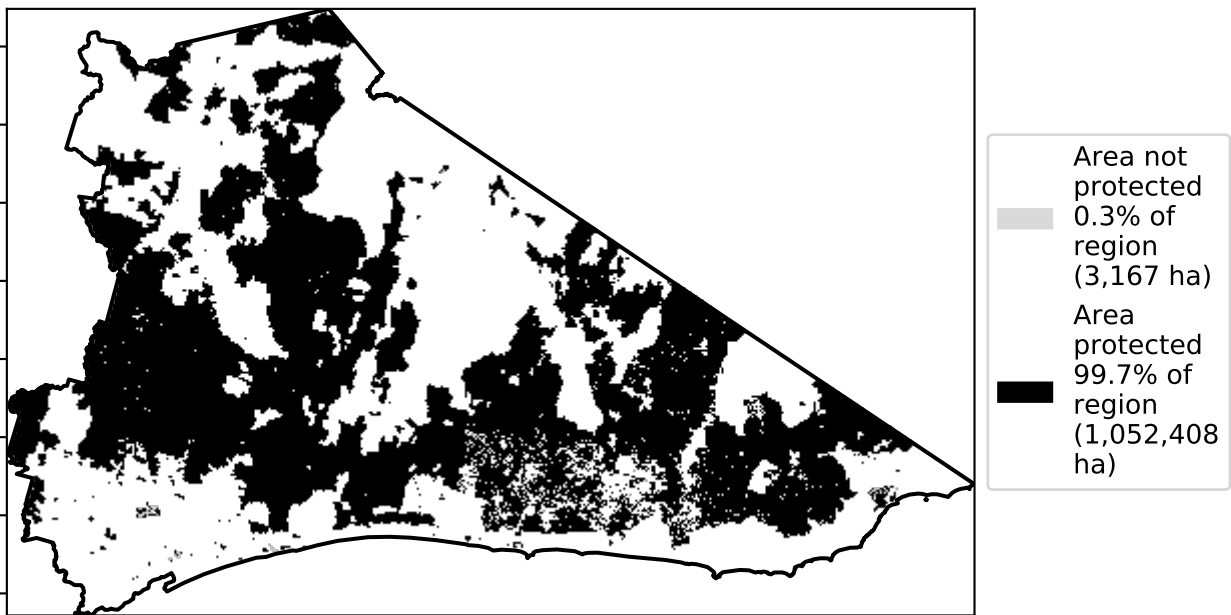 Area not
protected
0.3% of
region
(3,167 ha)
Area
protected
99.7% of
region
(1,052,408
ha)